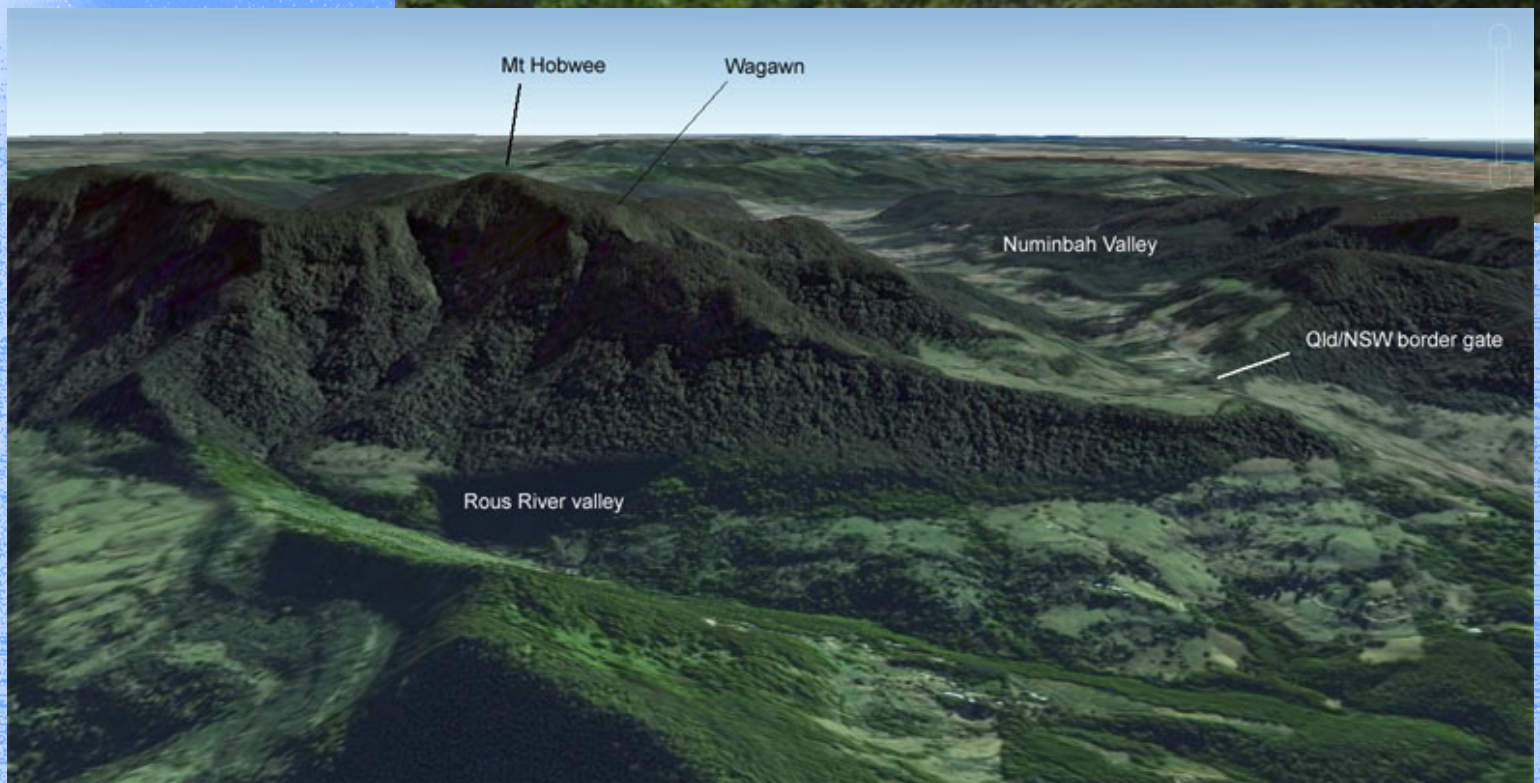 Mt Hobwee
Wagawn
Numinbah Valley
Qld/NSW border gate
Rous River valley